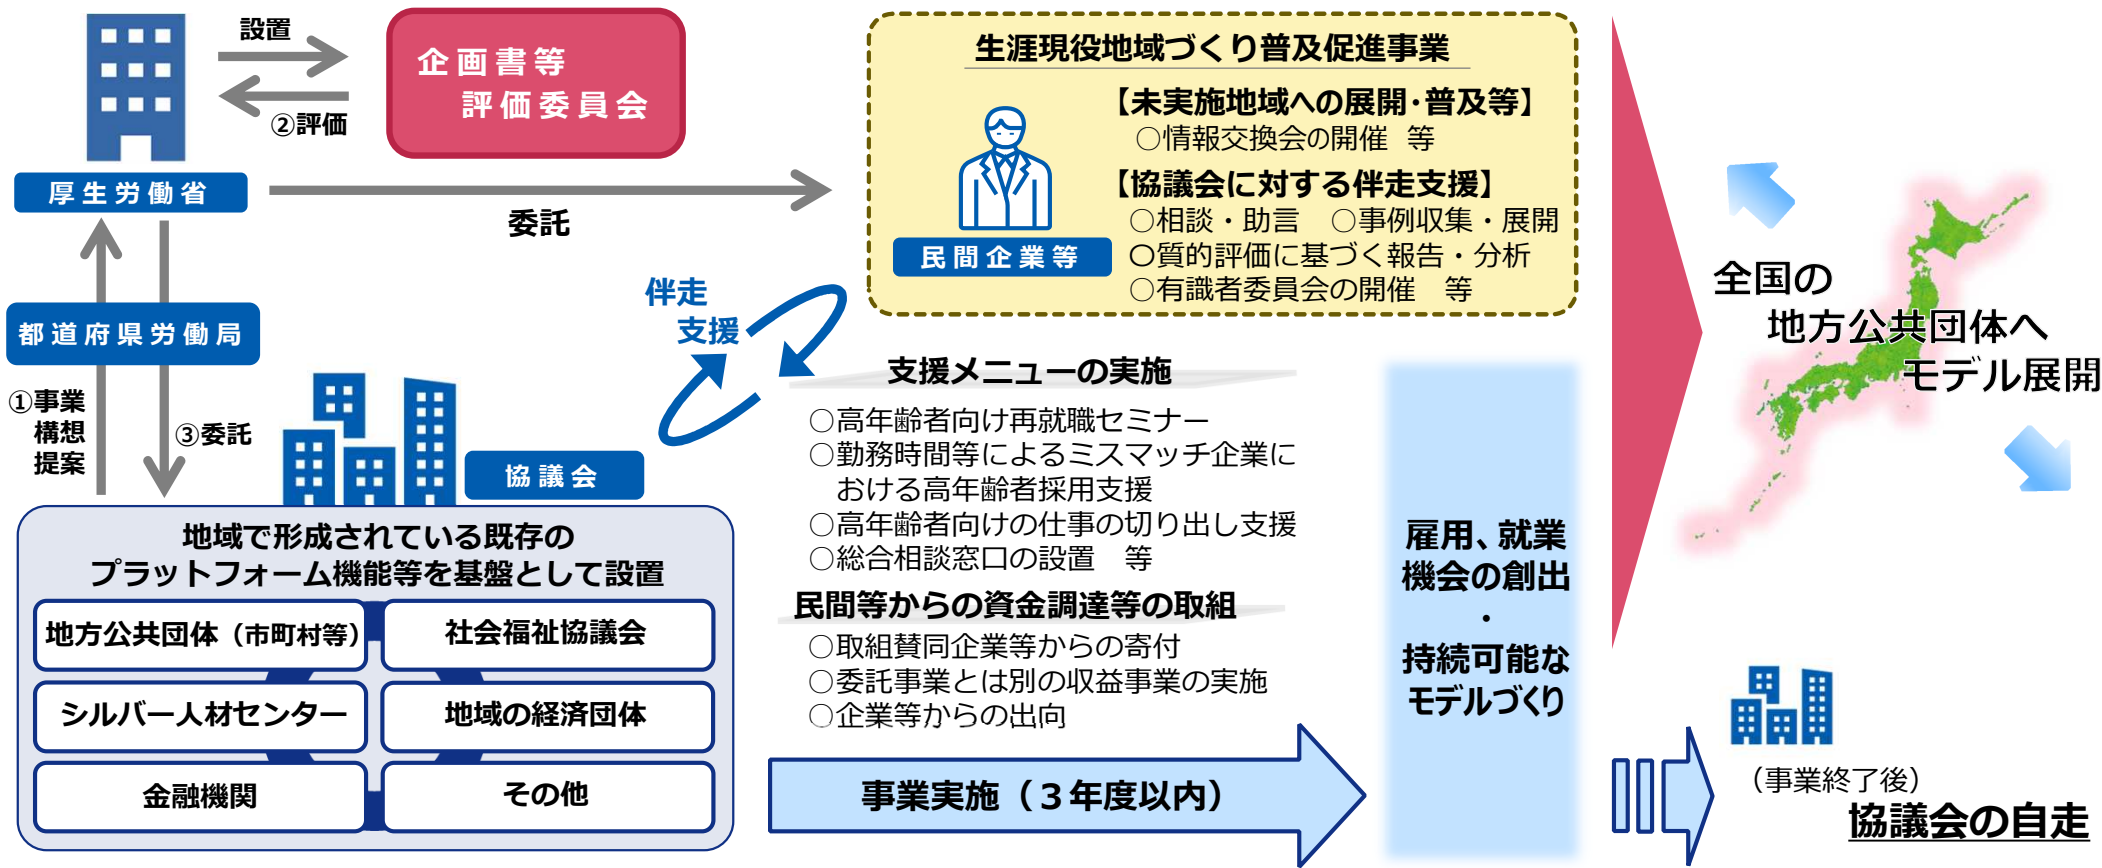 設置
企画書等
評価委員会
②評価
厚生労働省
委託
都道府県労働局
①事業
構想
提案
③委託
協議会
地域で形成されている既存の
プラットフォーム機能等を基盤として設置
地方公共団体（市町村等）
社会福祉協議会
シルバー人材センター
地域の経済団体
金融機関
その他
生涯現役地域づくり普及促進事業
【未実施地域への展開・普及等】
○情報交換会の開催 等
【協議会に対する伴走支援】
○相談・助言 ○事例収集・展開
○質的評価に基づく報告・分析
○有識者委員会の開催 等
民間企業等
伴走
支援
支援メニューの実施
○高年齢者向け再就職セミナー
○勤務時間等によるミスマッチ企業に
おける高年齢者採用支援
○高年齢者向けの仕事の切り出し支援
○総合相談窓口の設置 等
民間等からの資金調達等の取組
○取組賛同企業等からの寄付
○委託事業とは別の収益事業の実施
○企業等からの出向
事業実施（３年度以内）
雇用、就業
機会の創出
・
持続可能な
モデルづくり
全国の
地方公共団体へ
モデル展開
（事業終了後）
協議会の自走